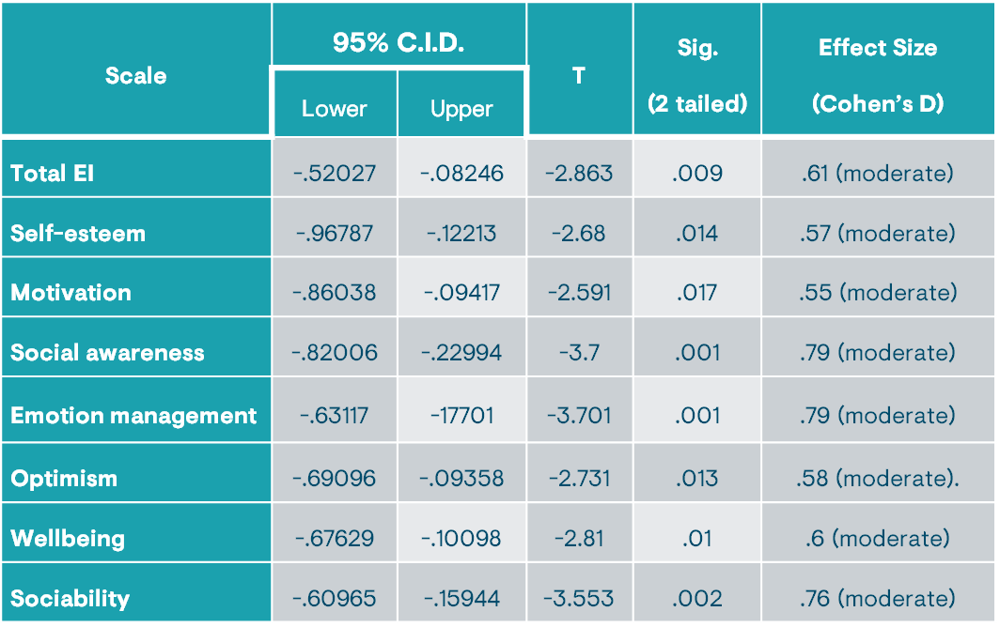 Scale 95% C.I.D. T Sig. (2 tailed) Effect Size (Cohen’s D)
Lower Upper
Total EI -.52027 -.08246 -2.863 .009 .61 (moderate)
Self-esteem -.96787 -.12213 -2.68 .014 .57 (moderate)
Motivation -.86038 -.09417 -2.591 .017 .55 (moderate)
Social awareness -.82006 -.22994 -3.7 .001 .79 (moderate)
Emotion management -.63117 -17701 -3.701 .001 .79 (moderate)
Optimism -.69096 -.09358 -2.731 .013 .58 (moderate).
Wellbeing -.67629 -.10098 -2.81 .01 .6 (moderate)
Sociability -.60965 -.15944 -3.553 .002 .76 (moderate)